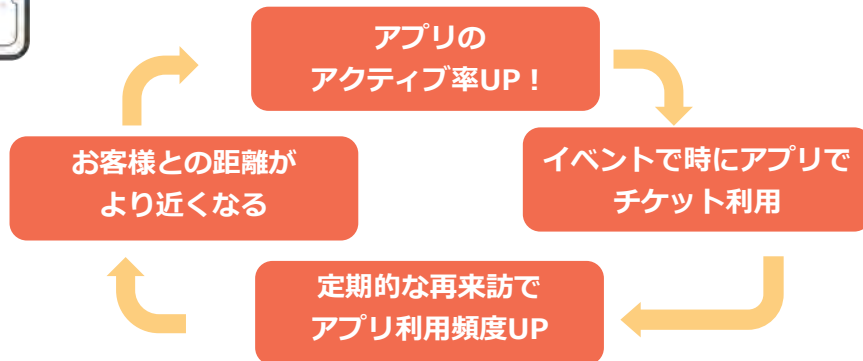 アプリの
アクティブ率UP！
イベントで時にアプリで
チケット利用
定期的な再来訪で
アプリ利用頻度UP
お客様との距離が
より近くなる